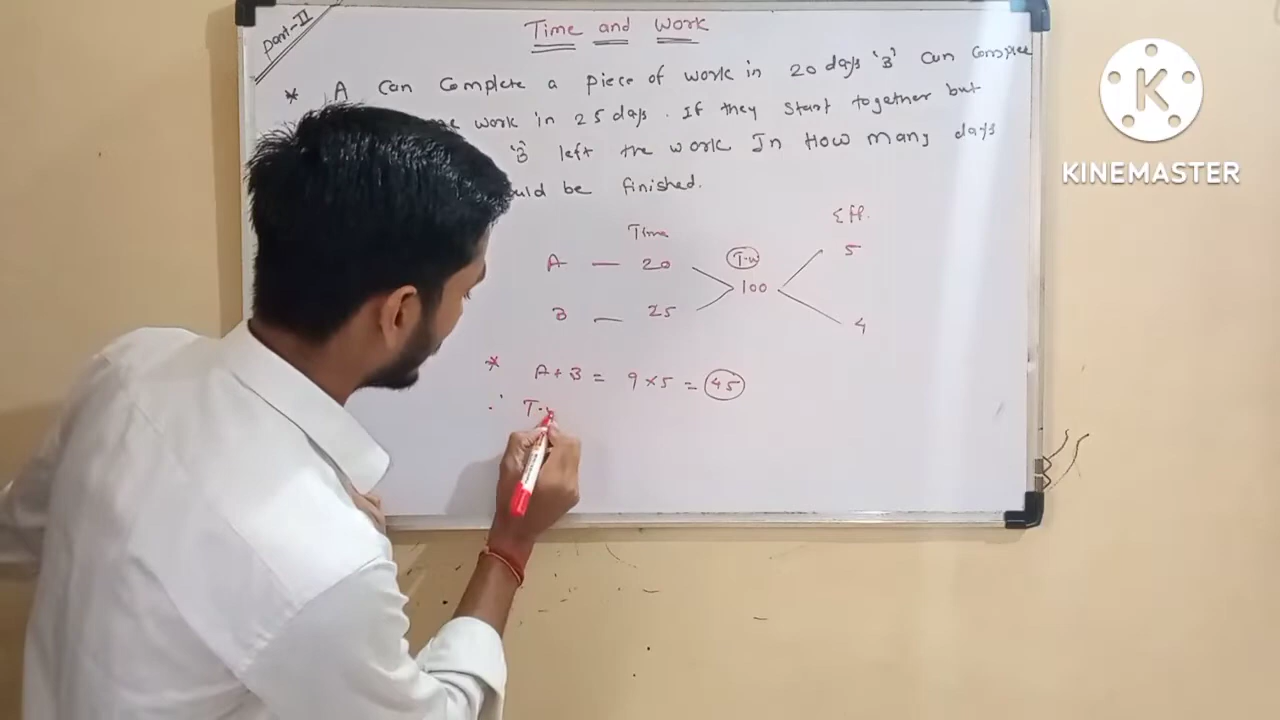 Part-II
Time and Work
* A Can Complete a piece of work in 20 days 'B' Can Complee
work in 25 days. If they start together but
'B' left the work In How many days
be finished.
Time
Eff.
A — 20
T.w
5
100
B — 25
4
* A+B = 9×5 = 45
∴ T.w
K
KINEMASTER